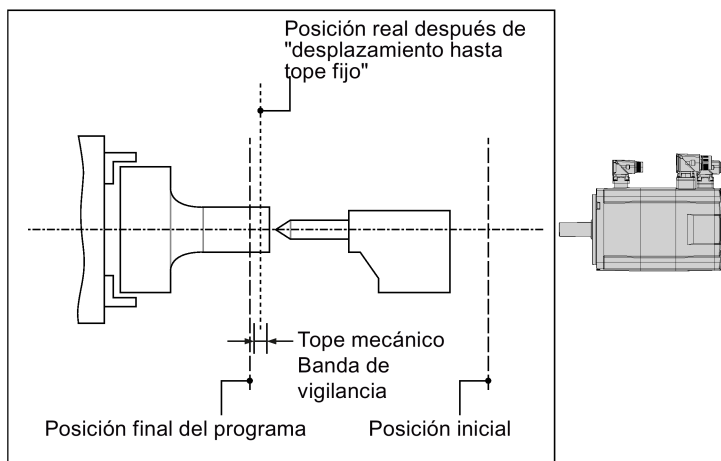 Posición real después de
"desplazamiento hasta
tope fijo"
Tope mecánico
Banda de
vigilancia
Posición final del programa
Posición inicial